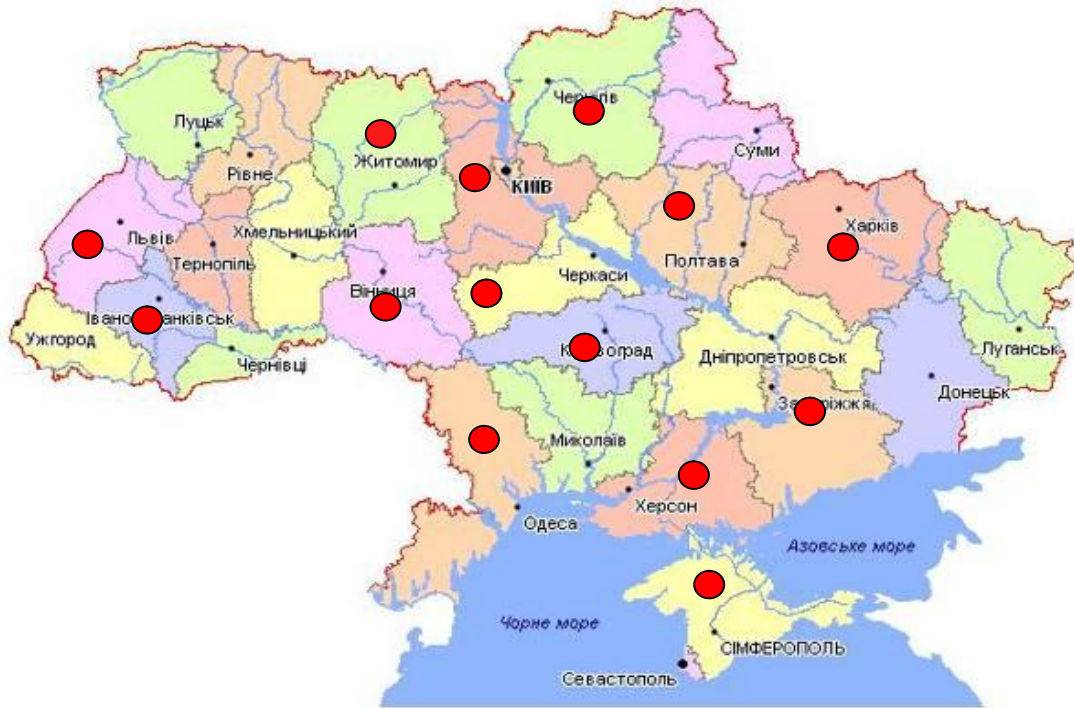 Чернігів
Луцьк
Суми
Рівне
Житомир
КИЇВ
Харків
Львів
Хмельницький
Тернопіль
Полтава
Черкаси
Вінниця
Ужгород
Чернівці
Дніпропетровськ
Луганськ
Донецьк
Миколаїв
Херсон
Одеса
Азовське море
Чорне море
СІМФЕРОПОЛЬ
Севастополь